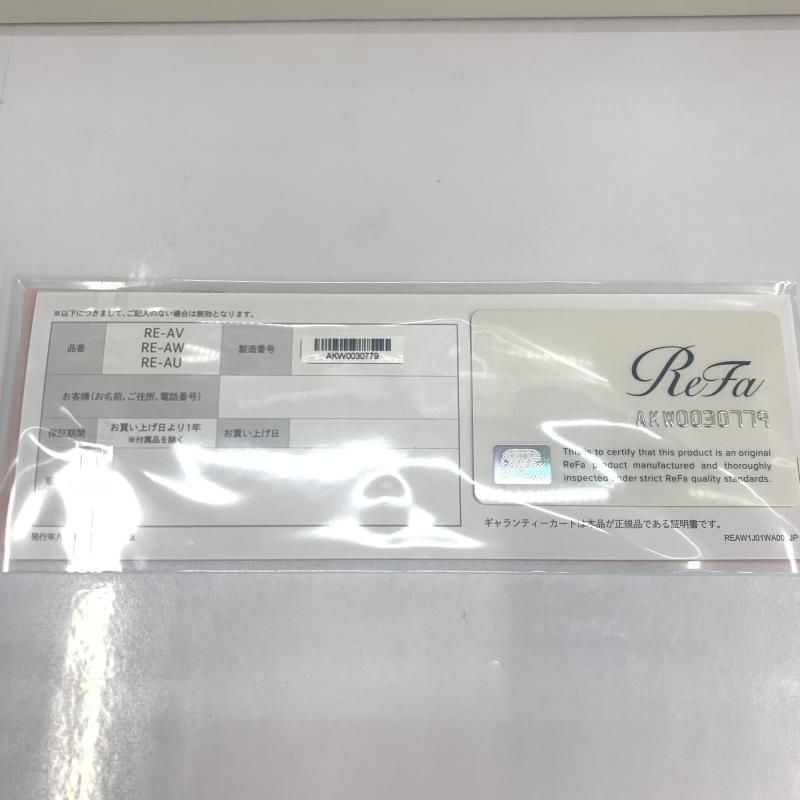 ※以下につきまして、ご記入のない場合は無効となります。
品番
RE-AV
RE-AW
RE-AU
製造番号
AKW0030779
お客様(お名前、ご住所、電話番号)
保証期間
お買い上げ日より1年
※付属品を除く
お買い上げ日
発行年月
版
ReFa
AKW0030779
This is to certify that this product is an original
ReFa product manufactured and thoroughly
inspected under strict ReFa quality standards.
ギャランティーカードは本品が正規品である証明書です。
REAW1J01WA00 JP